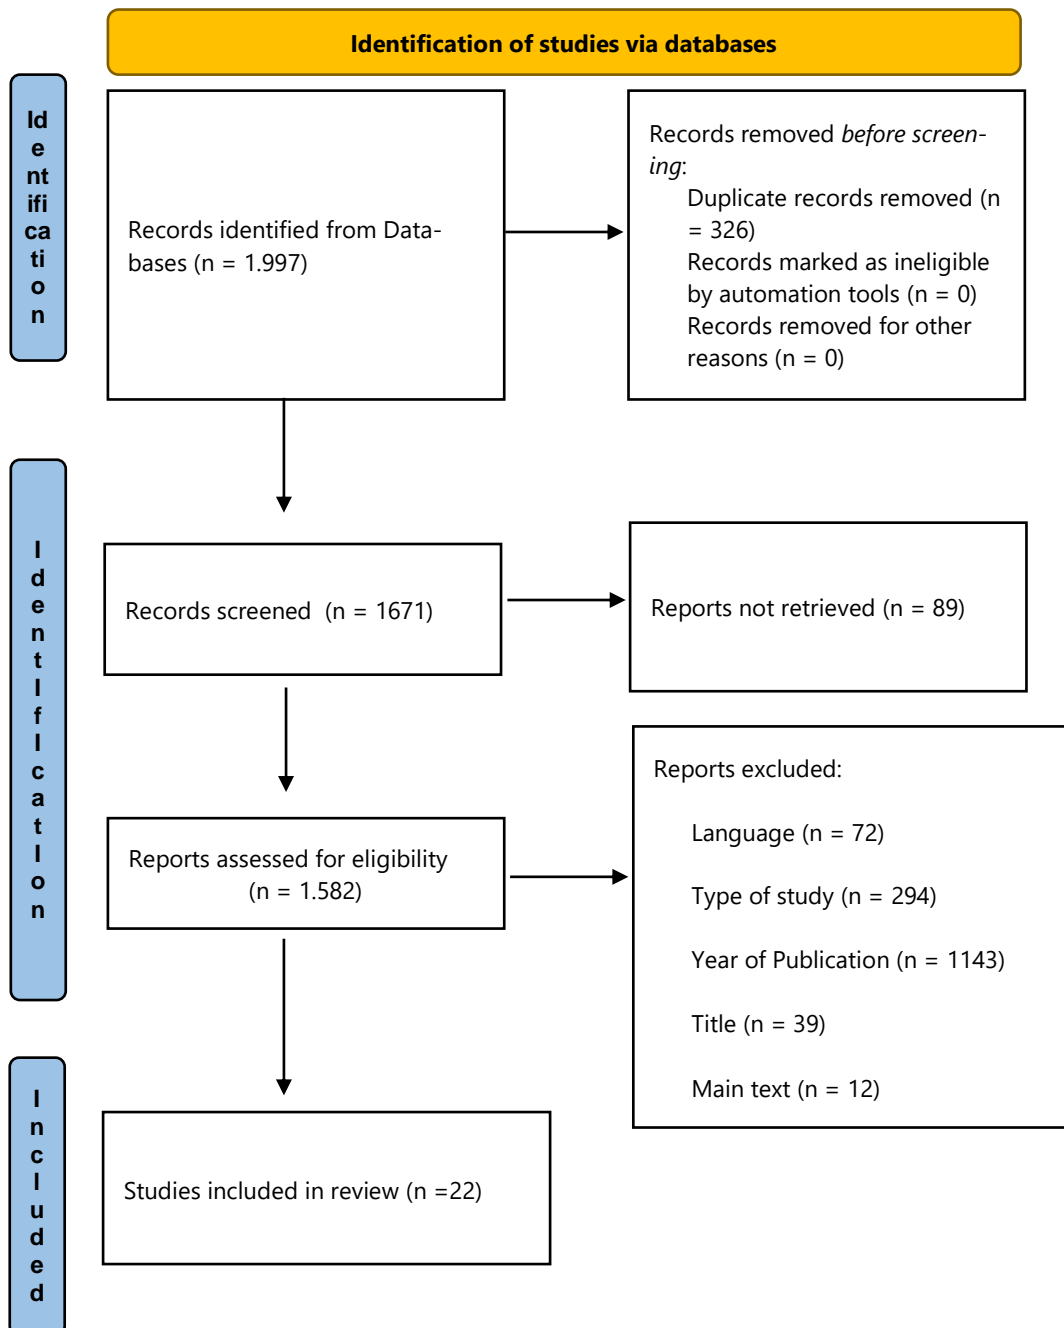 Identification of studies via databases
Id
e
nt
ifi
ca
ti
o
n
Records identified from Data-
bases (n = 1.997)
Records removed before screen-
ing:
Duplicate records removed (n
= 326)
Records marked as ineligible
by automation tools (n = 0)
Records removed for other
reasons (n = 0)
I
d
e
n
t
I
f
I
c
a
t
I
o
n
Records screened  (n = 1671)
Reports not retrieved (n = 89)
Reports assessed for eligibility
(n = 1.582)
Reports excluded:
Language (n = 72)
Type of study (n = 294)
Year of Publication (n = 1143)
Title (n = 39)
Main text (n = 12)
I
n
c
l
u
d
e
d
Studies included in review (n =22)